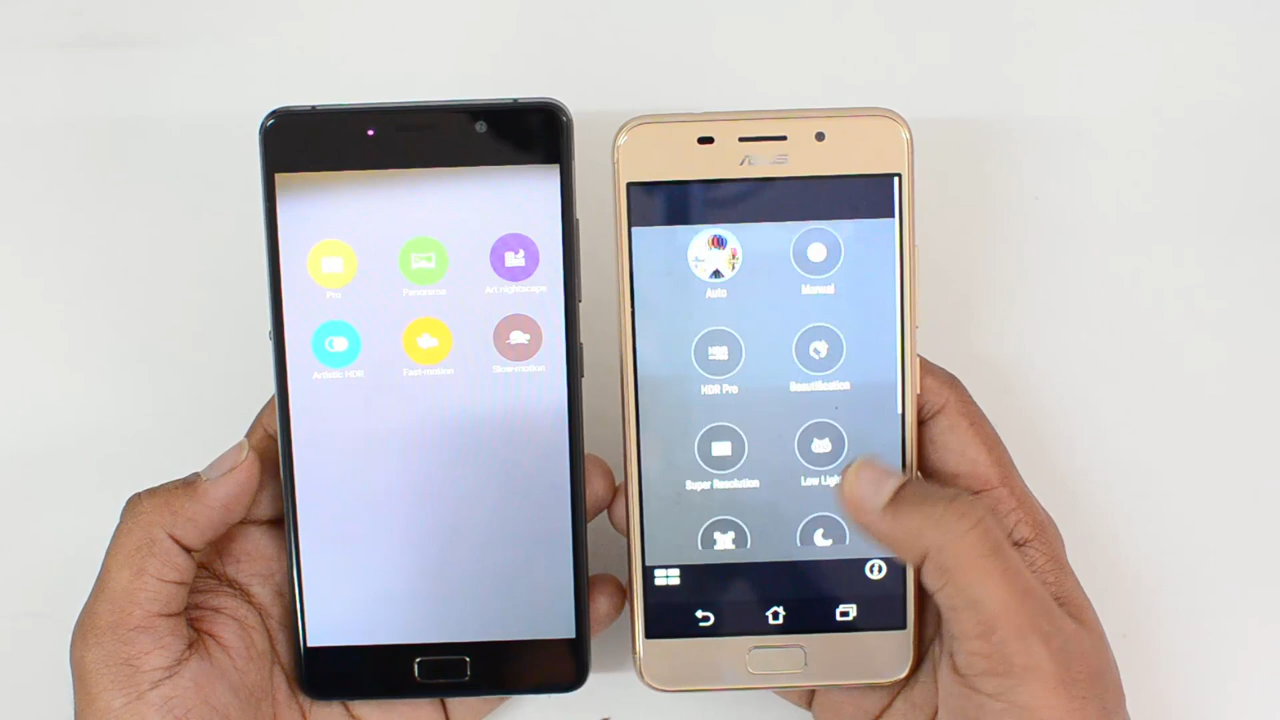 Pro
Panorama
Art nightscape
Artistic HDR
Fast-motion
Slow-motion
ASUS
Auto
Manual
HDR Pro
Beautification
Super Resolution
Low Light